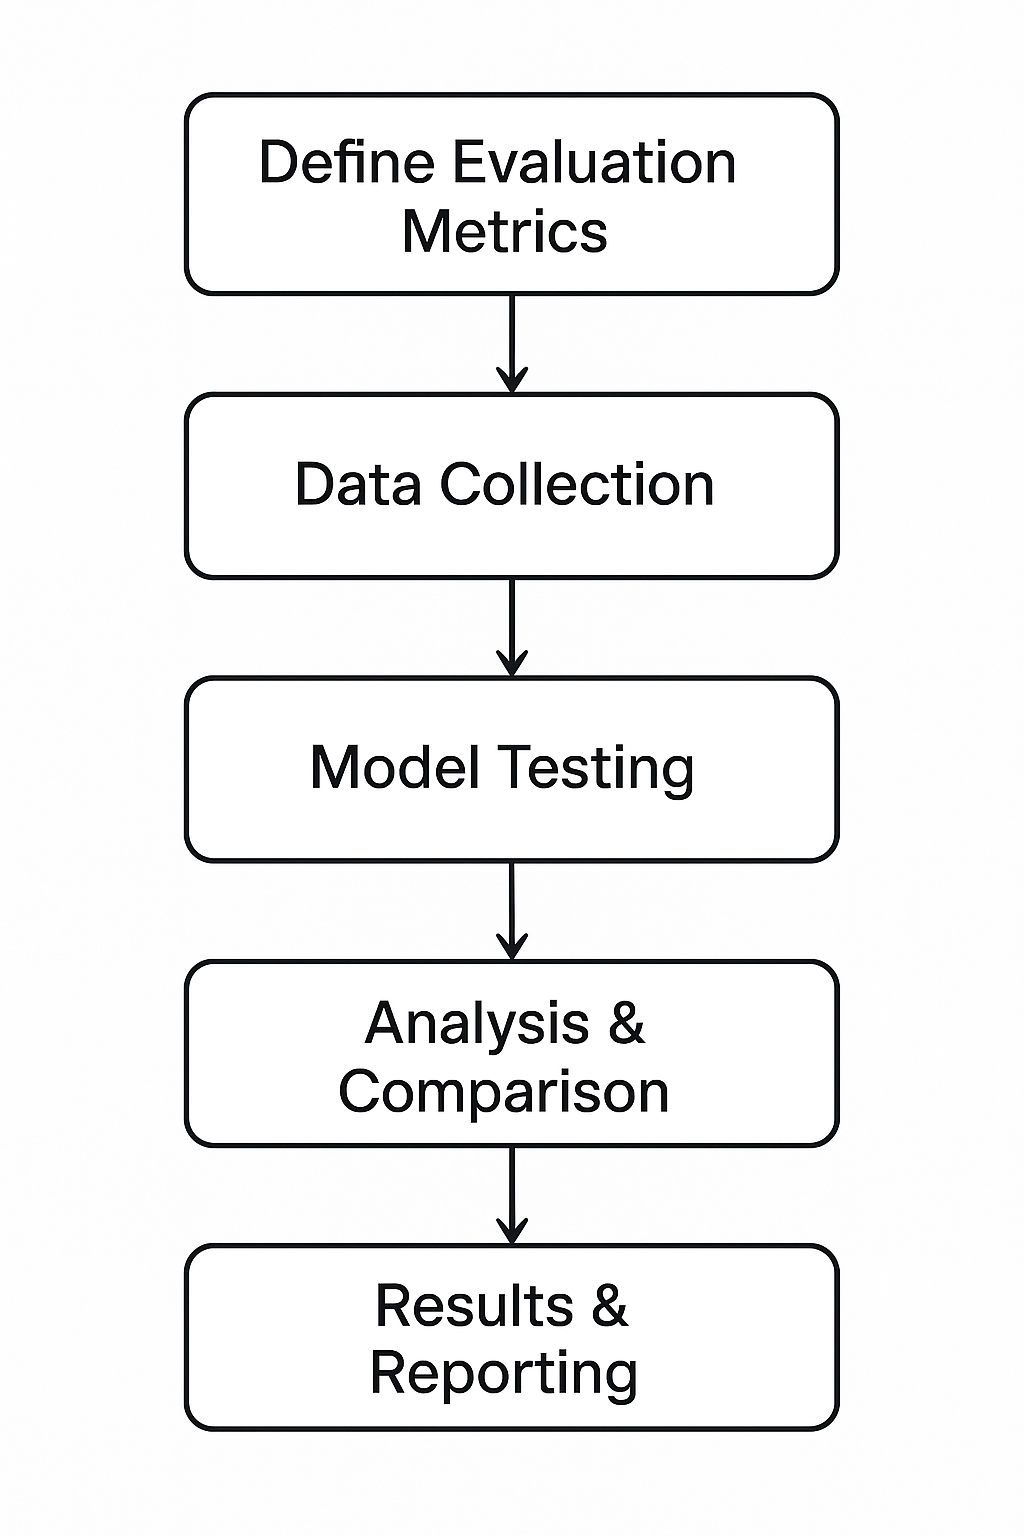 Define Evaluation
Metrics
Data Collection
Model Testing
Analysis &
Comparison
Results &
Reporting